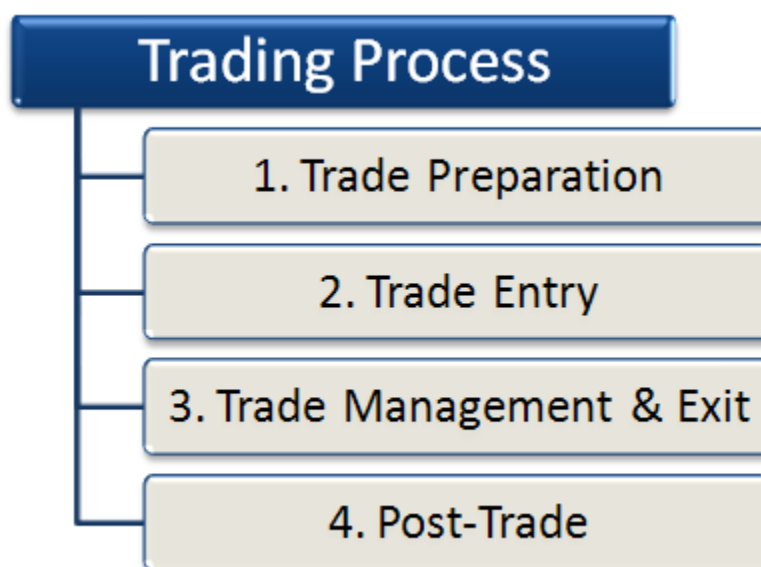 Trading Process
1. Trade Preparation
2. Trade Entry
3. Trade Management & Exit
4. Post-Trade